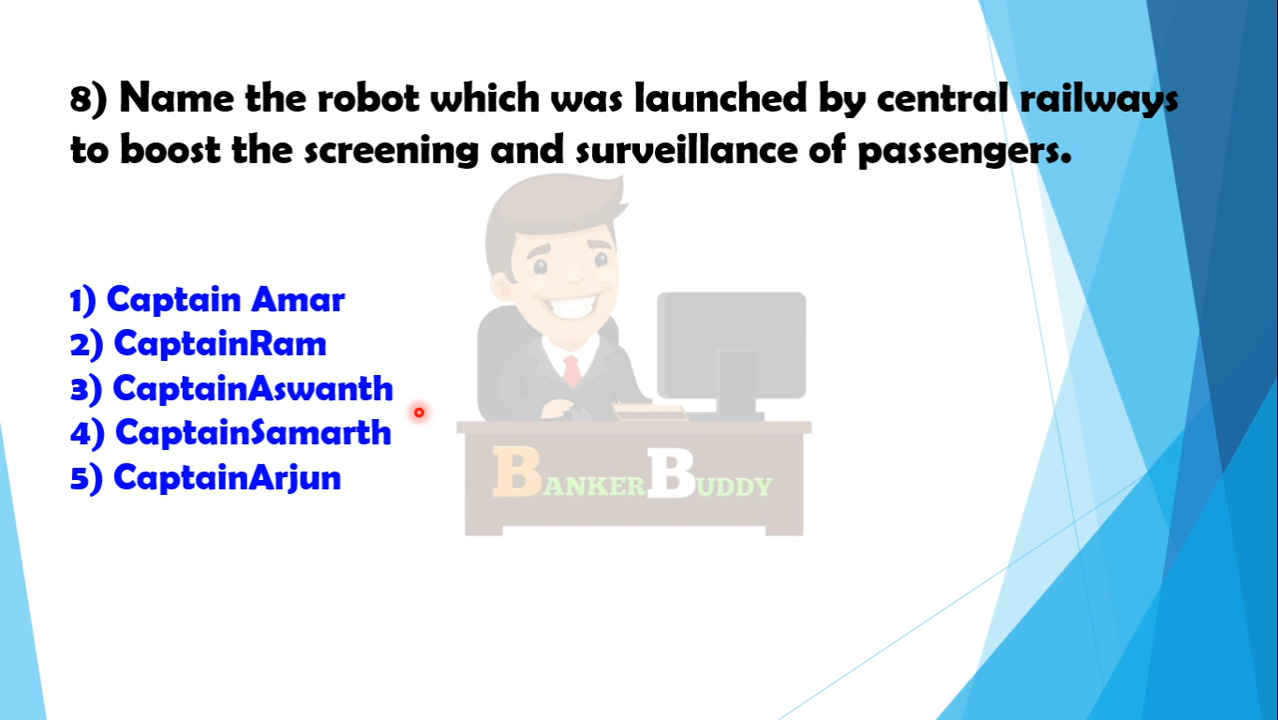 8) Name the robot which was launched by central railways
to boost the screening and surveillance of passengers.
1) Captain Amar
2) CaptainRam
3) CaptainAswanth
4) CaptainSamarth
5) CaptainArjun
BANKERBUDDY